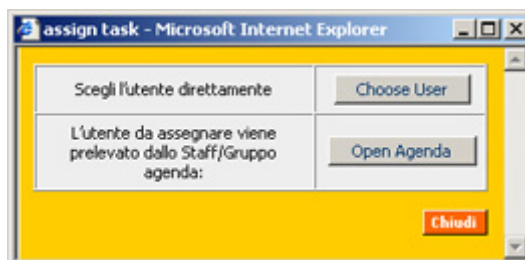 assign task - Microsoft Internet Explorer
Scegli l'utente direttamente
Choose User
L'utente da assegnare viene
prelevato dallo Staff/Gruppo
agenda:
Open Agenda
Chiudi